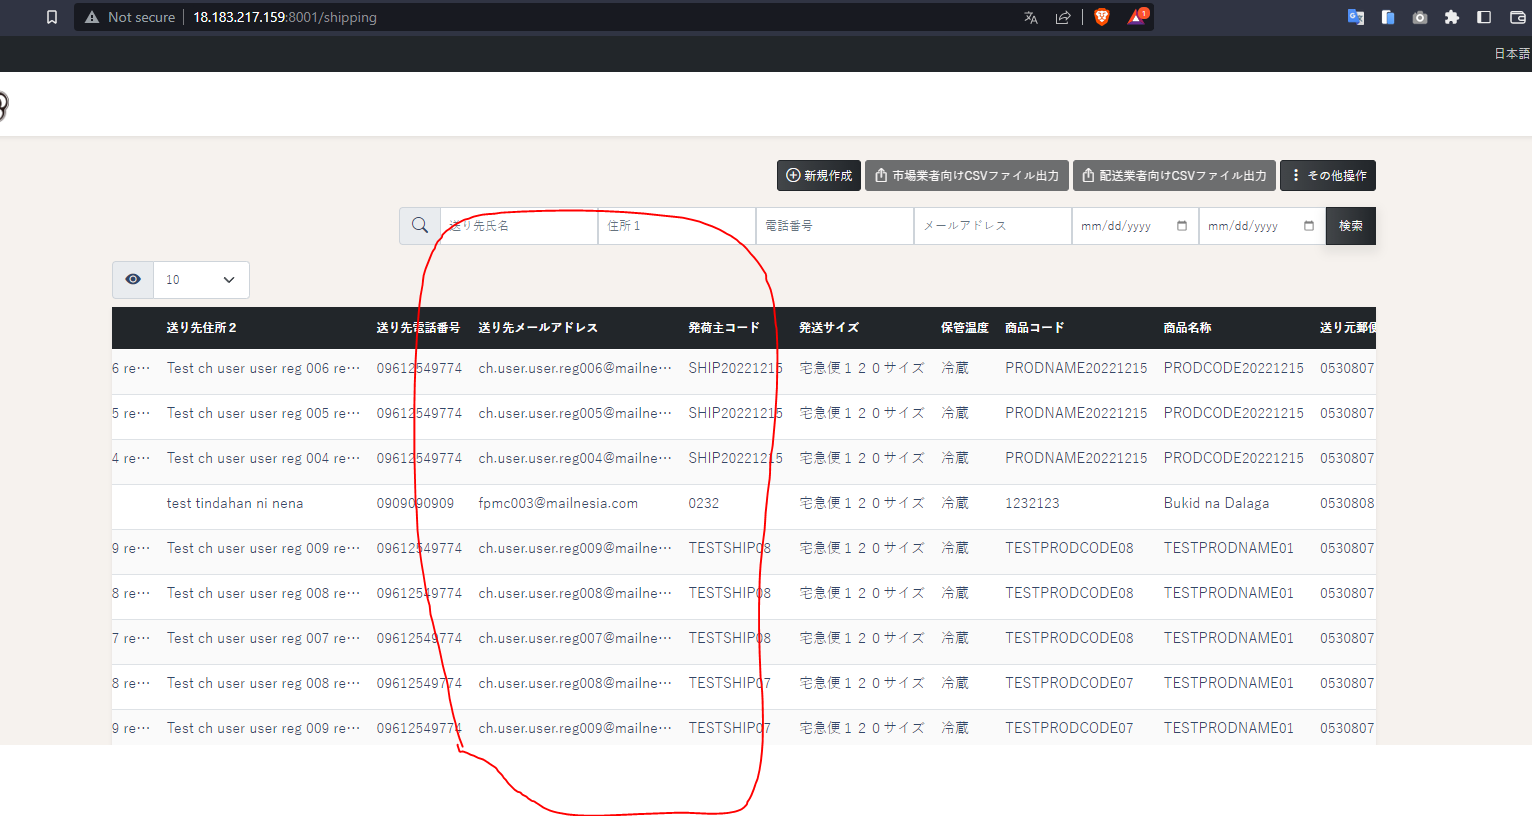 Not secure 18.183.217.159:8001/shipping 1
日本語
新規作成 市場業者向けCSVファイル出力 配送業者向けCSVファイル出力 その他操作
送り先氏名 住所１ 電話番号 メールアドレス mm/dd/yyyy mm/dd/yyyy 検索
10
送り先住所２ 送り先電話番号 送り先メールアドレス 発荷主コード 発送サイズ 保管温度 商品コード 商品名称 送り元郵便
6 re… Test ch user user reg 006 re… 09612549774 ch.user.user.reg006@mailne… SHIP20221215 宅急便１２０サイズ 冷蔵 PRODNAME20221215 PRODCODE20221215 0530807
5 re… Test ch user user reg 005 re… 09612549774 ch.user.user.reg005@mailne… SHIP20221215 宅急便１２０サイズ 冷蔵 PRODNAME20221215 PRODCODE20221215 0530807
4 re… Test ch user user reg 004 re… 09612549774 ch.user.user.reg004@mailne… SHIP20221215 宅急便１２０サイズ 冷蔵 PRODNAME20221215 PRODCODE20221215 0530807
test tindahan ni nena 0909090909 fpmc003@mailnesia.com 0232 宅急便１２０サイズ 冷蔵 1232123 Bukid na Dalaga 0530808
9 re… Test ch user user reg 009 re… 09612549774 ch.user.user.reg009@mailne… TESTSHIP08 宅急便１２０サイズ 冷蔵 TESTPRODCODE08 TESTPRODNAME01 0530807
8 re… Test ch user user reg 008 re… 09612549774 ch.user.user.reg008@mailne… TESTSHIP08 宅急便１２０サイズ 冷蔵 TESTPRODCODE08 TESTPRODNAME01 0530807
7 re… Test ch user user reg 007 re… 09612549774 ch.user.user.reg007@mailne… TESTSHIP08 宅急便１２０サイズ 冷蔵 TESTPRODCODE08 TESTPRODNAME01 0530807
8 re… Test ch user user reg 008 re… 09612549774 ch.user.user.reg008@mailne… TESTSHIP07 宅急便１２０サイズ 冷蔵 TESTPRODCODE07 TESTPRODNAME01 0530807
9 re… Test ch user user reg 009 re… 09612549774 ch.user.user.reg009@mailne… TESTSHIP07 宅急便１２０サイズ 冷蔵 TESTPRODCODE07 TESTPRODNAME01 0530807